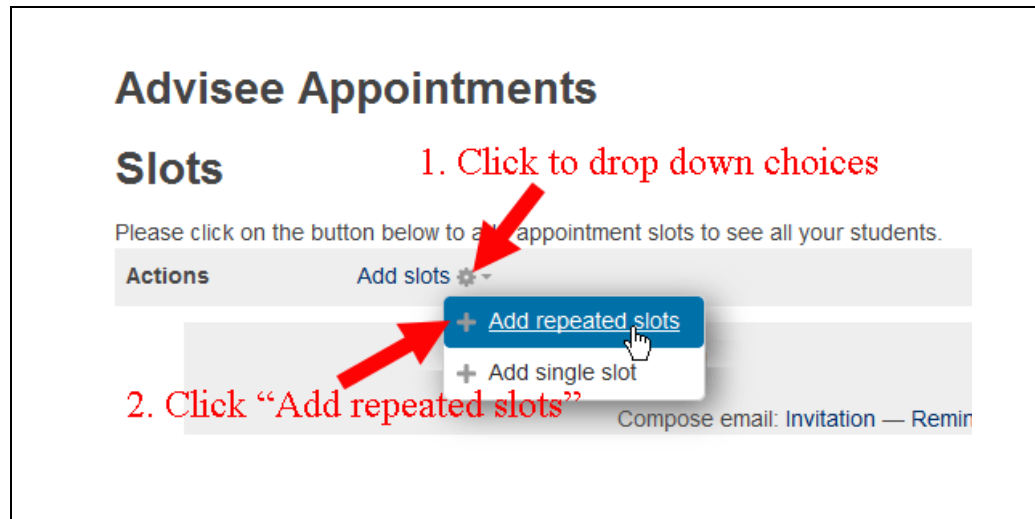 Advisee Appointments
Slots
1. Click to drop down choices
Please click on the button below to appointment slots to see all your students.
Actions
Add slots
Add repeated slots
Add single slot
2. Click “Add repeated slots”
Compose email: Invitation — Remin